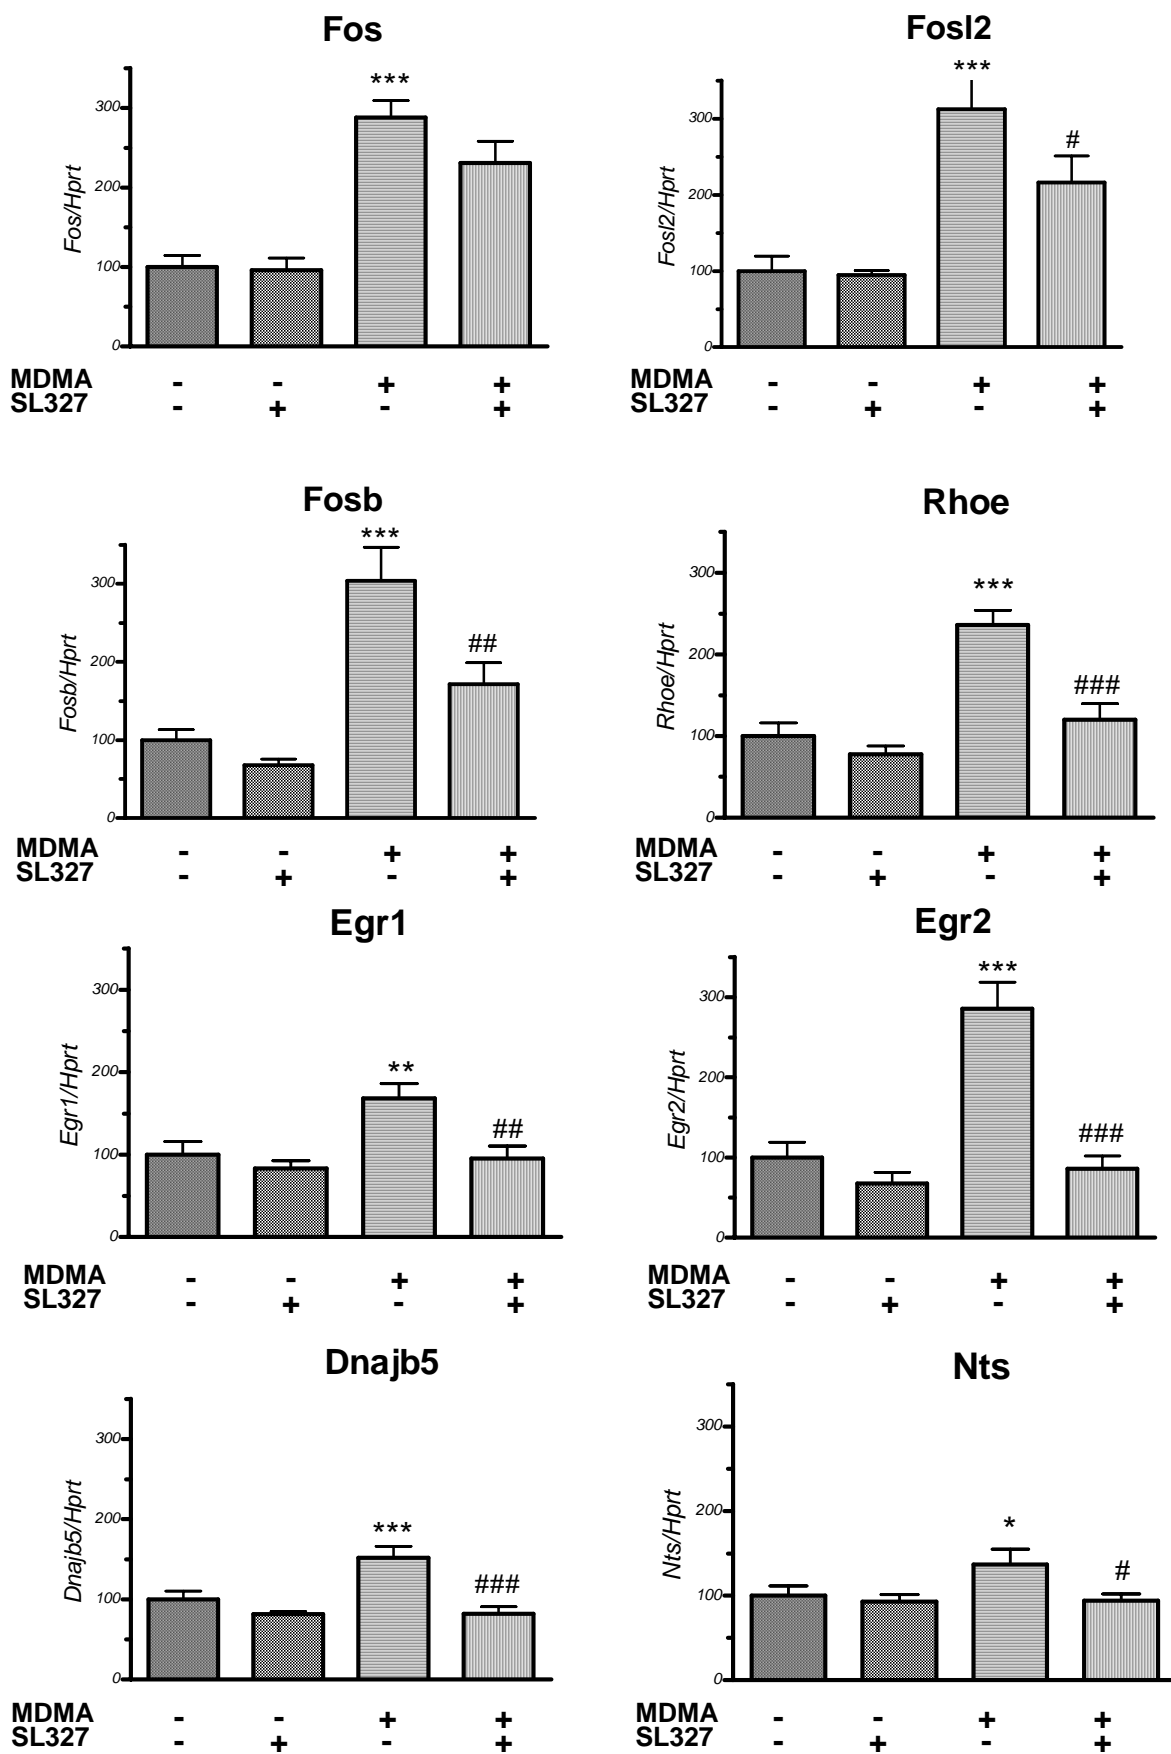 Fos
***
300
200
100
0
Fos/Hprt
MDMA - - + +
SL327 - + - +
Fosl2
***
#
300
200
100
0
Fosl2/Hprt
MDMA - - + +
SL327 - + - +
Fosb
***
##
300
200
100
0
Fosb/Hprt
MDMA - - + +
SL327 - + - +
Rhoe
***
###
300
200
100
0
Rhoe/Hprt
MDMA - - + +
SL327 - + - +
Egr1
**
##
300
200
100
0
Egr1/Hprt
MDMA - - + +
SL327 - + - +
Egr2
***
###
300
200
100
0
Egr2/Hprt
MDMA - - + +
SL327 - + - +
Dnajb5
***
###
300
200
100
0
Dnajb5/Hprt
MDMA - - + +
SL327 - + - +
Nts
*
#
300
200
100
0
Nts/Hprt
MDMA - - + +
SL327 - + - +